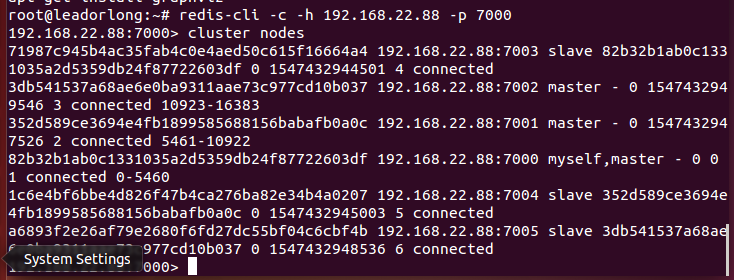 root@leadorlong:~# redis-cli -c -h 192.168.22.88 -p 7000
192.168.22.88:7000> cluster nodes
71987c945b4ac35fab4c0e4aed50c615f16664a4 192.168.22.88:7003 slave 82b32b1ab0c133
1035a2d5359db24f87722603df 0 1547432944501 4 connected
3db541537a68ae6e0ba9311aae73c977cd10b037 192.168.22.88:7002 master - 0 154743294
9546 3 connected 10923-16383
352d589ce3694e4fb1899585688156babafb0a0c 192.168.22.88:7001 master - 0 154743294
7526 2 connected 5461-10922
82b32b1ab0c1331035a2d5359db24f87722603df 192.168.22.88:7000 myself,master - 0 0
1 connected 0-5460
1c6e4bf6bbe4d826f47b4ca276ba82e34b4a0207 192.168.22.88:7004 slave 352d589ce3694e
4fb1899585688156babafb0a0c 0 1547432945003 5 connected
a6893f2e26af79e2680f6fd27dc55bf04c6cbf4b 192.168.22.88:7005 slave 3db541537a68ae
977cd10b037 0 1547432948536 6 connected
System Settings
:7000>